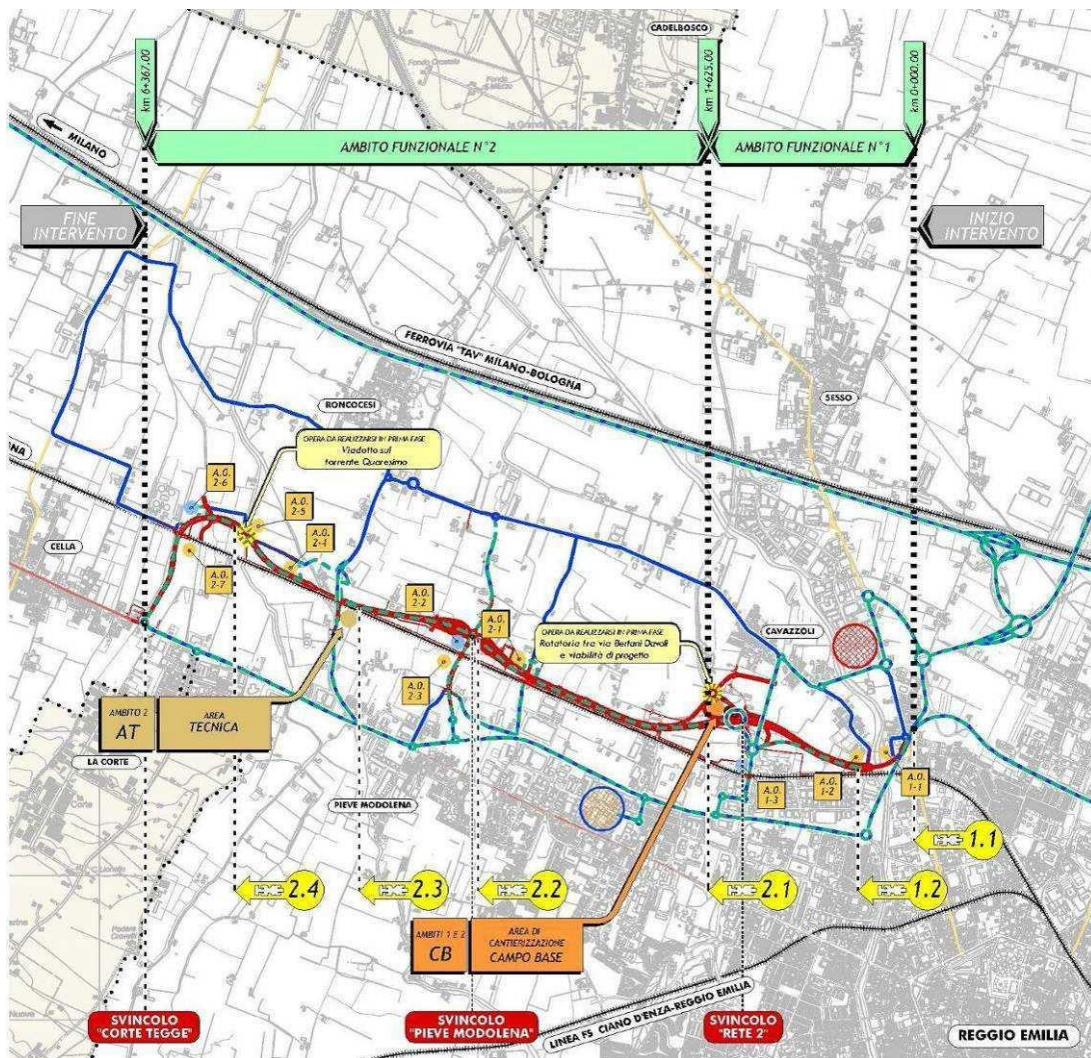 CADELBOSCO
km 6+367.00
km 1+625.00
km 0+000.00
MILANO
AMBITO FUNZIONALE N°2
AMBITO FUNZIONALE N°1
FINE
INTERVENTO
INIZIO
INTERVENTO
FERROVIA "TAV" MILANO-BOLOGNA
RONCOCESI
SESSO
OPERA DA REALIZZARSI IN PRIMA FASE
Viadotto sul
torrente Quaresimo
A.O.
2-6
A.O.
2-5
A.O.
2-4
CELLA
A.O.
2-7
A.O.
2-2
A.O.
2-1
OPERA DA REALIZZARSI IN PRIMA FASE
Rotatoria tra via Bertani Davoli
e viabilità di progetto
CAVAZZOLI
A.O.
2-3
AMBITO 2
AT
AREA
TECNICA
LA CORTE
PIEVE MODOLENA
A.O.
1-3
A.O.
1-2
A.O.
1-1
1.1
2.4
2.3
2.2
2.1
1.2
AMBITI 1 E 2
CB
AREA DI
CANTIERIZZAZIONE
CAMPO BASE
SVINCOLO
"CORTE TEGGE"
SVINCOLO
"PIEVE MODOLENA"
SVINCOLO
"RETE 2"
LINEA FS CIANO D'ENZA-REGGIO EMILIA
REGGIO EMILIA